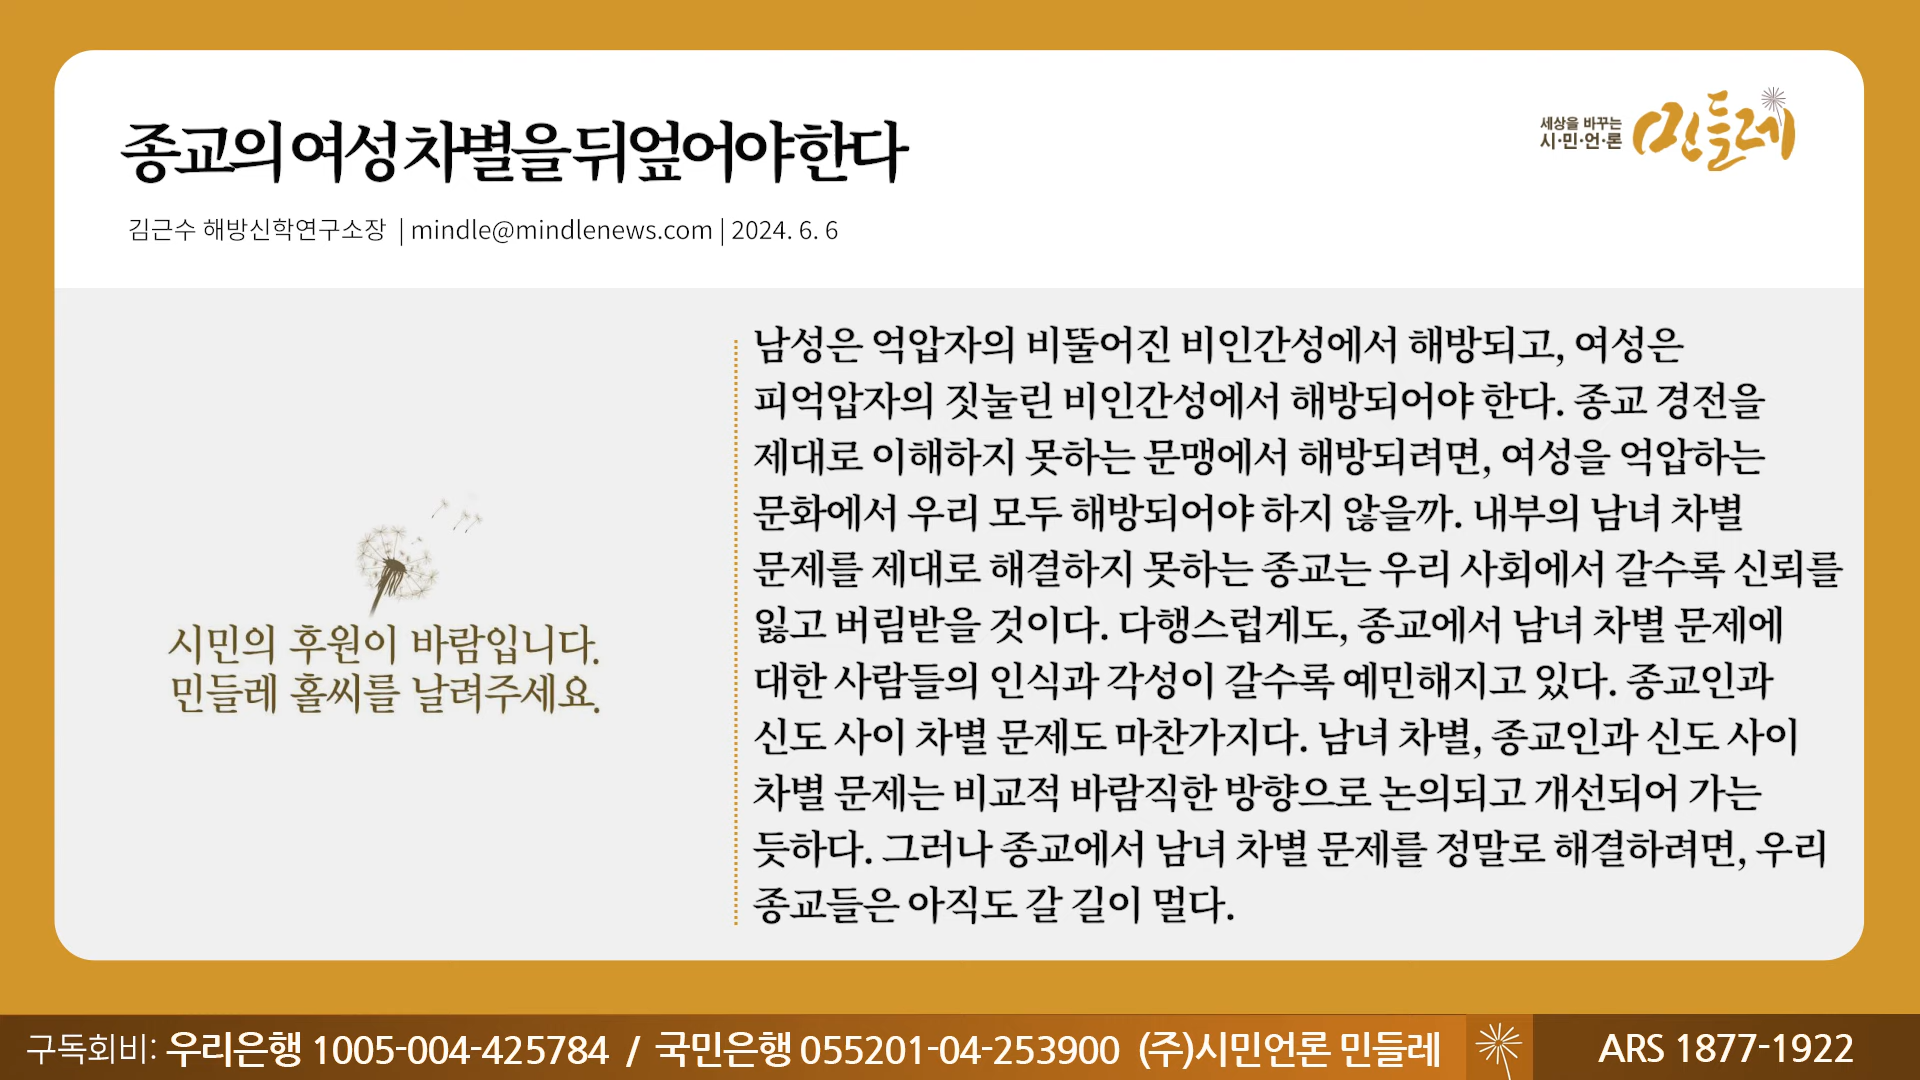 종교의 여성 차별을 뒤엎어야 한다
세상을 바꾸는
시·민·언·론
민들레
김근수 해방신학연구소장 | mindle@mindlenews.com | 2024. 6. 6
시민의 후원이 바람입니다.
민들레 홀씨를 날려주세요.
남성은 억압자의 비뚤어진 비인간성에서 해방되고, 여성은
피억압자의 짓눌린 비인간성에서 해방되어야 한다. 종교 경전을
제대로 이해하지 못하는 문맹에서 해방되려면, 여성을 억압하는
문화에서 우리 모두 해방되어야 하지 않을까. 내부의 남녀 차별
문제를 제대로 해결하지 못하는 종교는 우리 사회에서 갈수록 신뢰를
잃고 버림받을 것이다. 다행스럽게도, 종교에서 남녀 차별 문제에
대한 사람들의 인식과 각성이 갈수록 예민해지고 있다. 종교인과
신도 사이 차별 문제도 마찬가지다. 남녀 차별, 종교인과 신도 사이
차별 문제는 비교적 바람직한 방향으로 논의되고 개선되어 가는
듯하다. 그러나 종교에서 남녀 차별 문제를 정말로 해결하려면, 우리
종교들은 아직도 갈 길이 멀다.
구독회비: 우리은행 1005-004-425784 / 국민은행 055201-04-253900 (주)시민언론 민들레
ARS 1877-1922